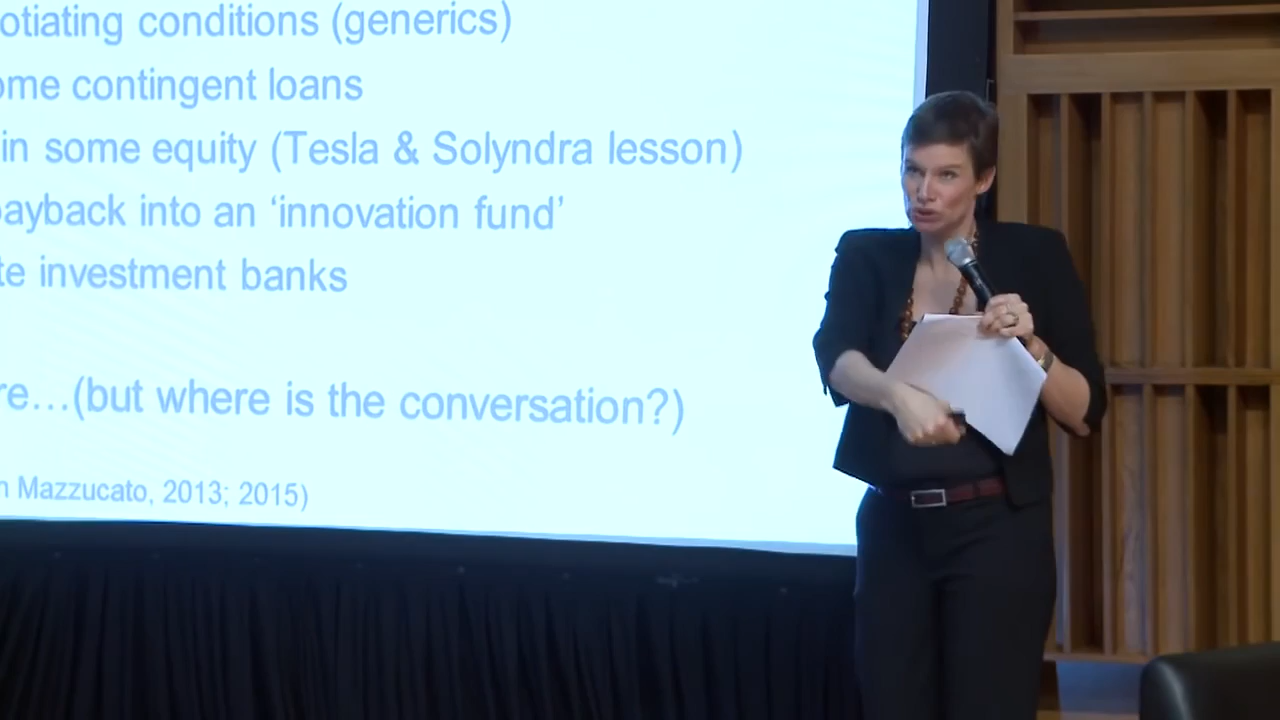 otiating conditions (generics)
ome contingent loans
in some equity (Tesla & Solyndra lesson)
payback into an ‘innovation fund’
te investment banks
re…(but where is the conversation?)
n Mazzucato, 2013; 2015)